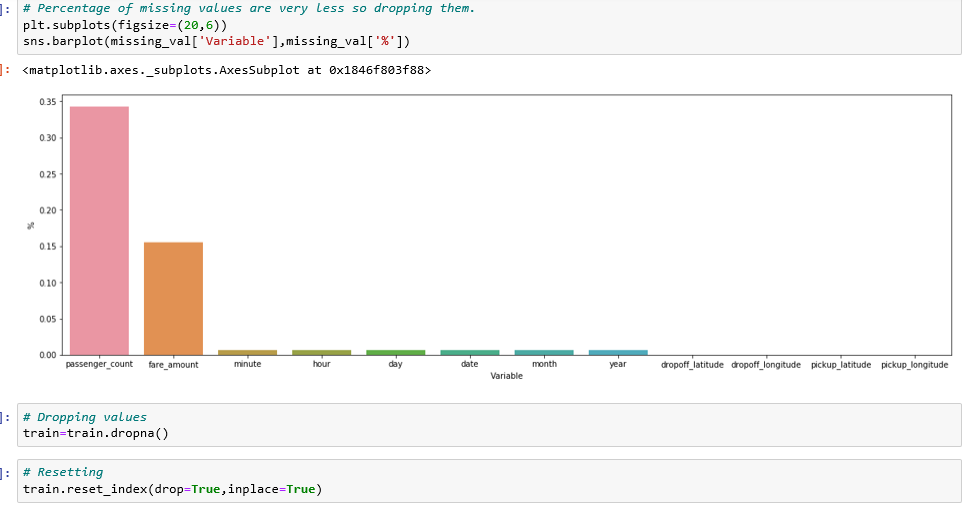 ]: # Percentage of missing values are very less so dropping them.
plt.subplots(figsize=(20,6))
sns.barplot(missing_val['Variable'],missing_val['%'])
]: <matplotlib.axes._subplots.AxesSubplot at 0x1846f803f88>
0.35
0.30
0.25
0.20
0.15
0.10
0.05
0.00
%
passenger_count fare_amount minute hour day date month year dropoff_latitude dropoff_longitude pickup_latitude pickup_longitude
Variable
]: # Dropping values
train=train.dropna()
]: # Resetting
train.reset_index(drop=True,inplace=True)